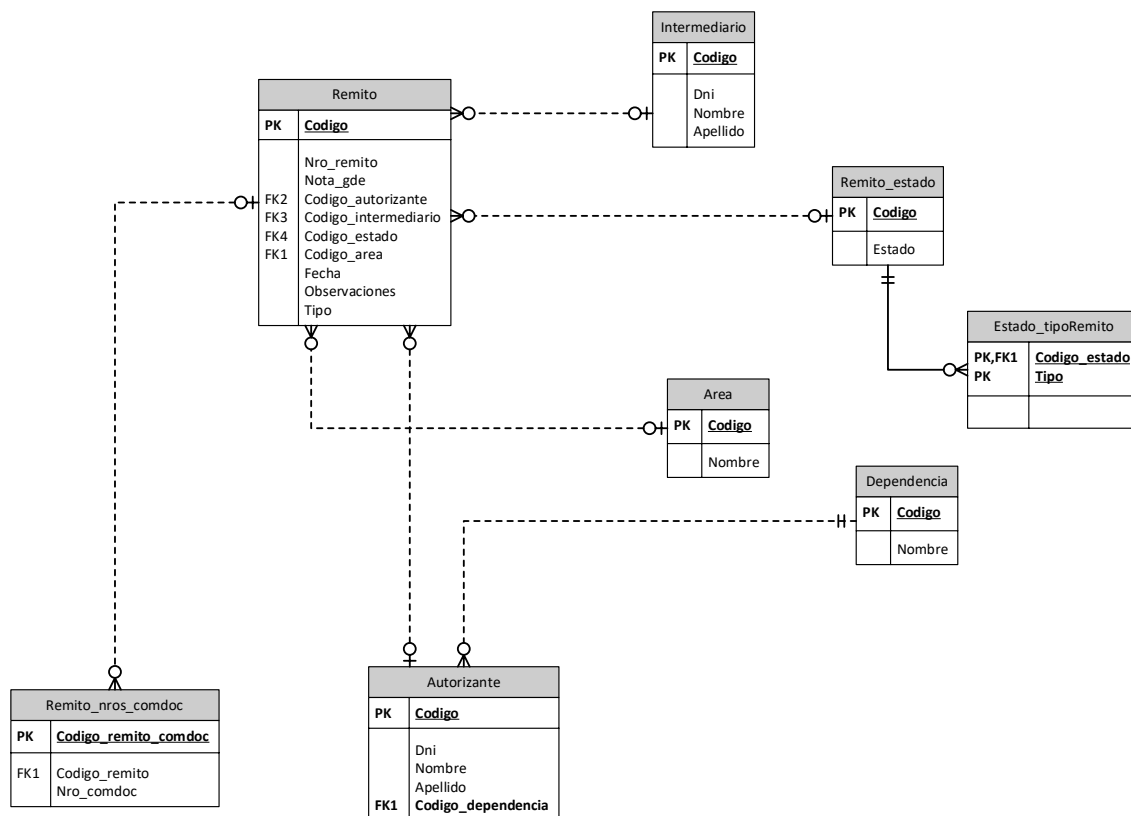 Intermediario
PK Codigo
Dni
Nombre
Apellido
Remito
PK Codigo
Nro_remito
Nota_gde
FK2 Codigo_autorizante
FK3 Codigo_intermediario
FK4 Codigo_estado
FK1 Codigo_area
Fecha
Observaciones
Tipo
Remito_estado
PK Codigo
Estado
Estado_tipoRemito
PK,FK1 Codigo_estado
PK Tipo
Area
PK Codigo
Nombre
Dependencia
PK Codigo
Nombre
Remito_nros_comdoc
PK Codigo_remito_comdoc
FK1 Codigo_remito
Nro_comdoc
Autorizante
PK Codigo
Dni
Nombre
Apellido
FK1 Codigo_dependencia